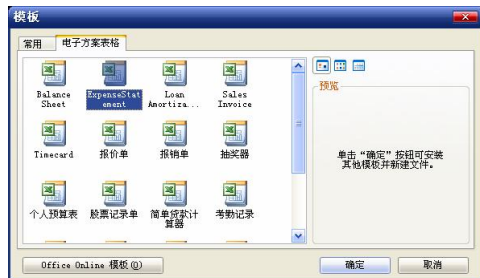 模板
常用 电子方案表格
Balance
Sheet
ExpenseStat
ement
Loan
Amortiza...
Sales
Invoice
Timecard
报价单
报销单
抽奖器
个人预算表
股票记录单
简单贷款计
算器
考勤记录
预览
单击“确定”按钮可安装
其他模板并新建文件。
Office Online 模板(O)
确定
取消